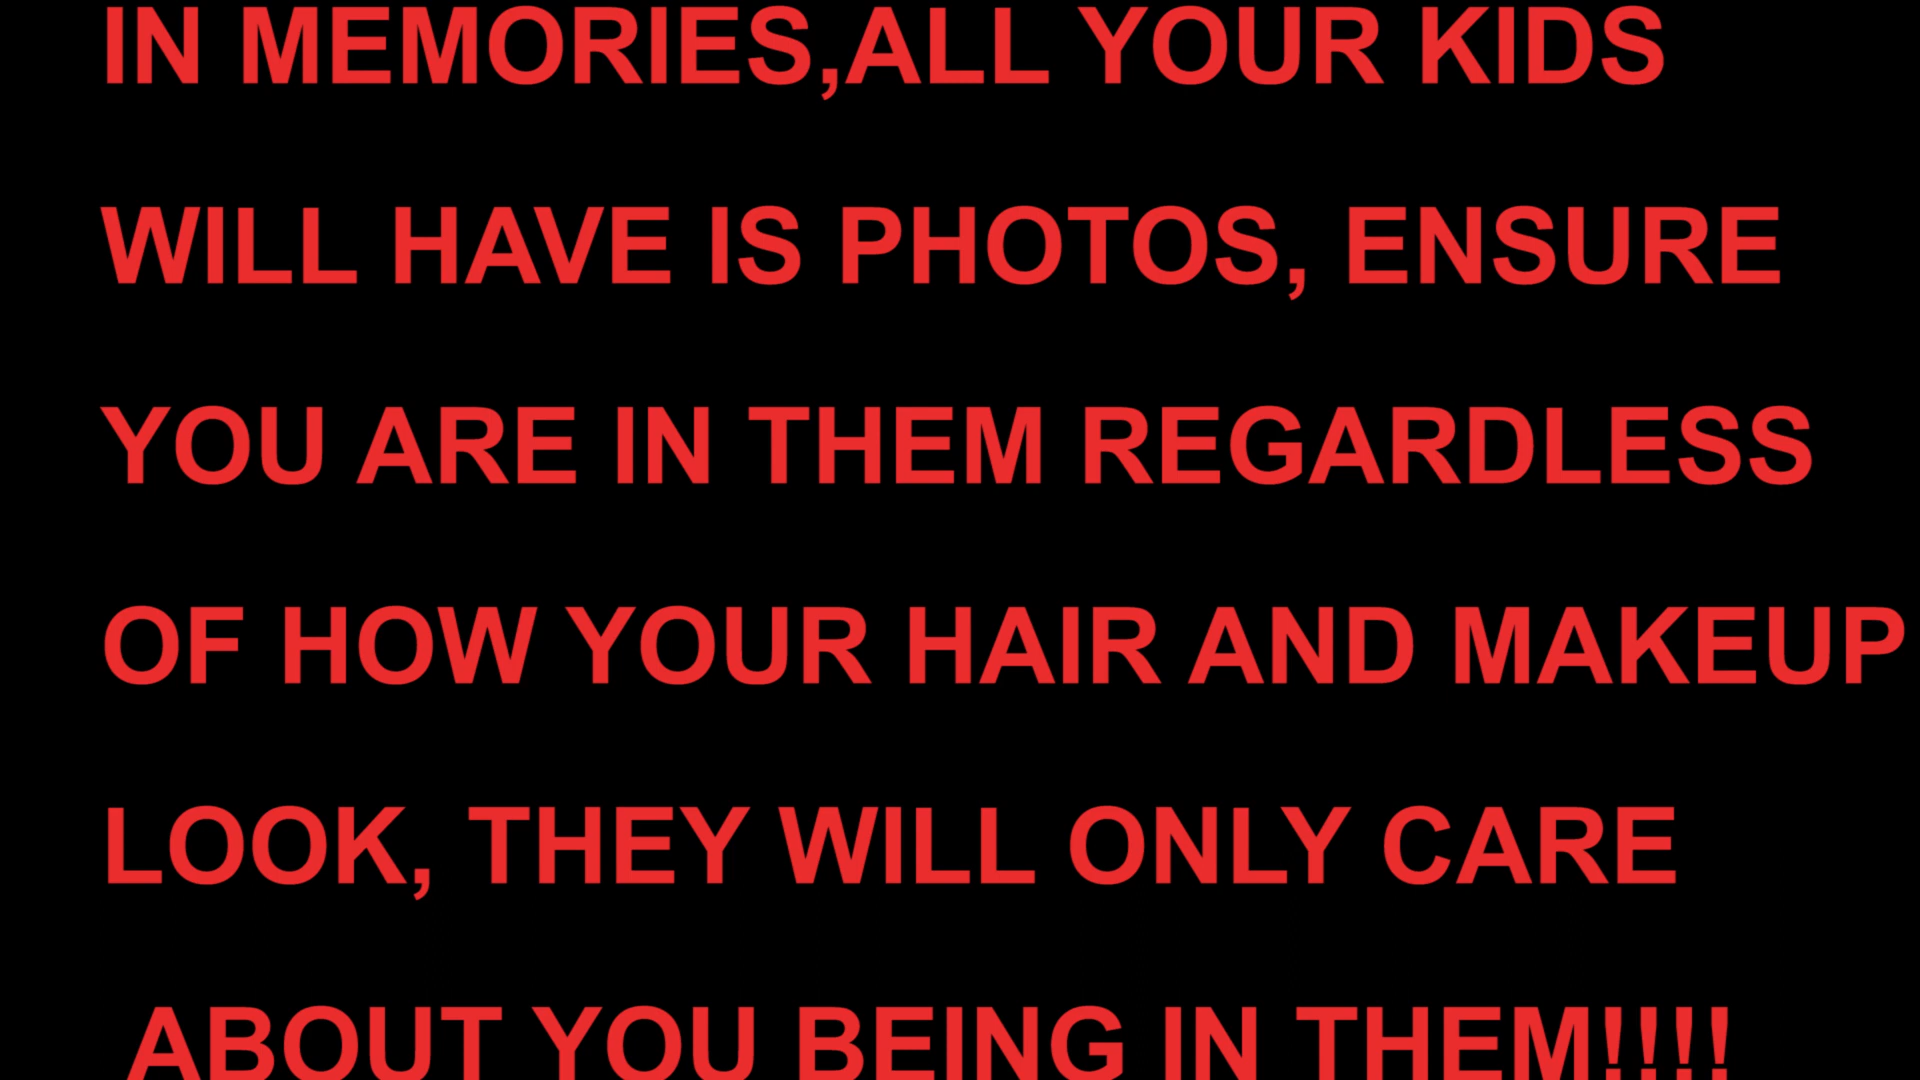 IN MEMORIES,ALL YOUR KIDS
WILL HAVE IS PHOTOS, ENSURE
YOU ARE IN THEM REGARDLESS
OF HOW YOUR HAIR AND MAKEUP
LOOK, THEY WILL ONLY CARE
ABOUT YOU BEING IN THEM!!!!